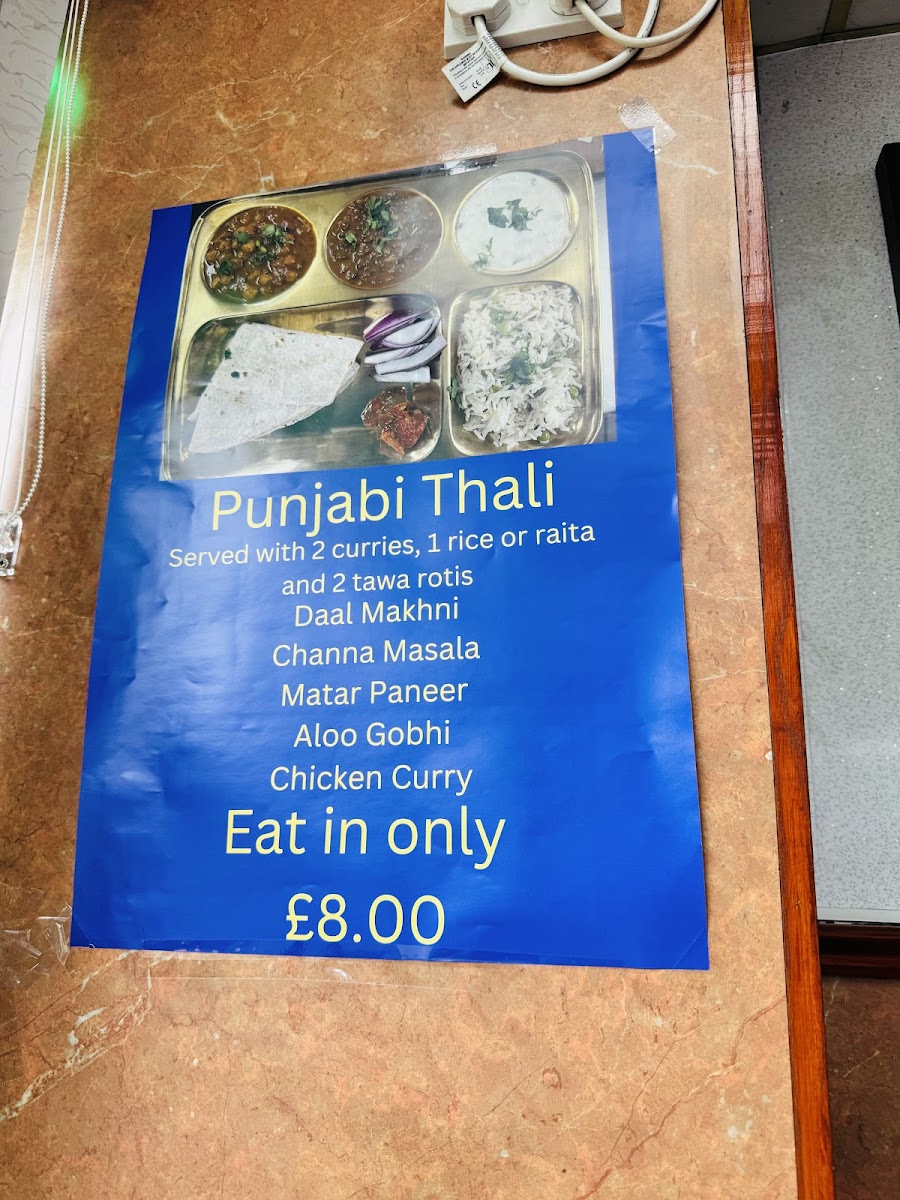 Punjabi Thali
Served with 2 curries, 1 rice or raita
and 2 tawa rotis
Daal Makhni
Channa Masala
Matar Paneer
Aloo Gobhi
Chicken Curry
Eat in only
£8.00